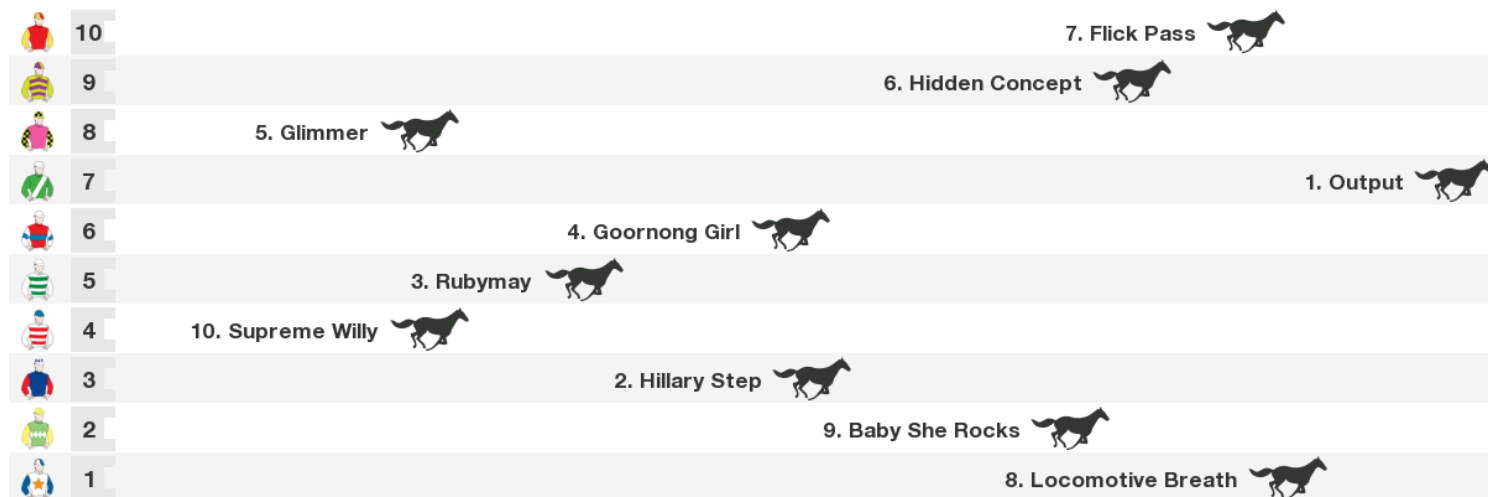 10 7. Flick Pass
9 6. Hidden Concept
8 5. Glimmer
7 1. Output
6 4. Goornong Girl
5 3. Rubymay
4 10. Supreme Willy
3 2. Hillary Step
2 9. Baby She Rocks
1 8. Locomotive Breath